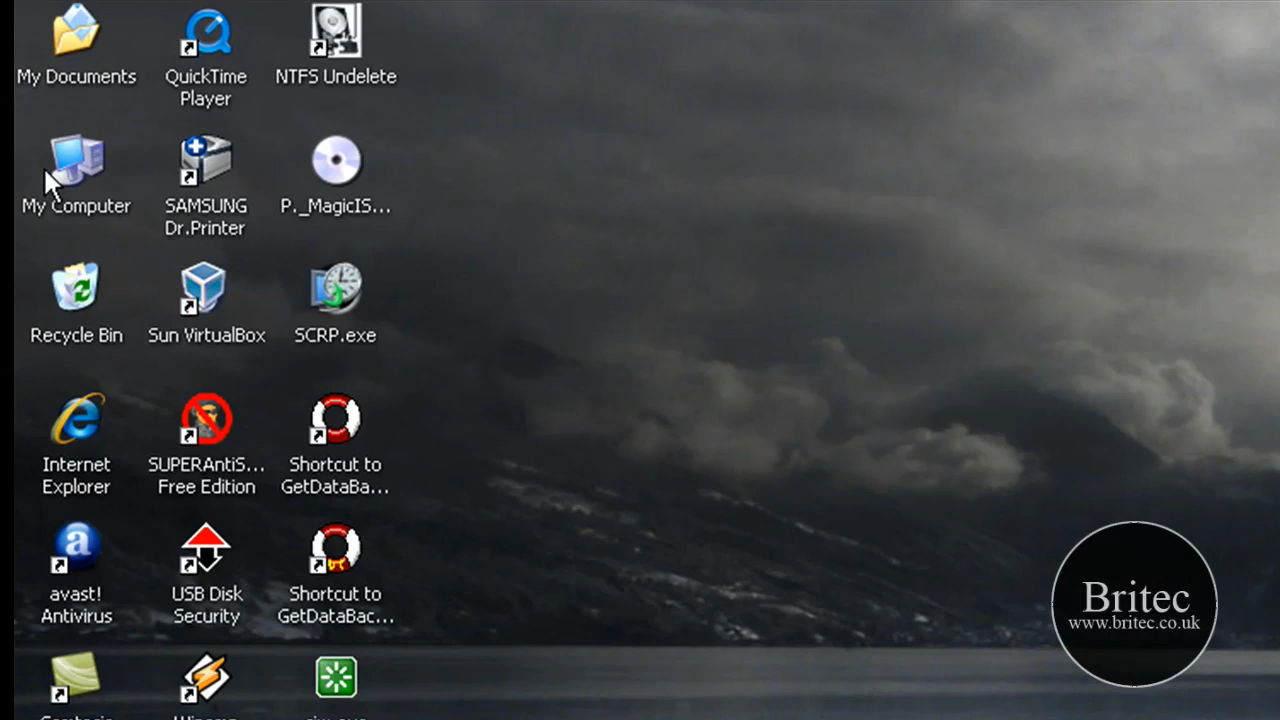 My Documents
QuickTime
Player
NTFS Undelete
My Computer
SAMSUNG
Dr.Printer
P._MagicIS...
Recycle Bin
Sun VirtualBox
SCRP.exe
Internet
Explorer
SUPERAntiS...
Free Edition
Shortcut to
GetDataBa...
avast!
Antivirus
USB Disk
Security
Shortcut to
GetDataBac...
Britec
www.britec.co.uk